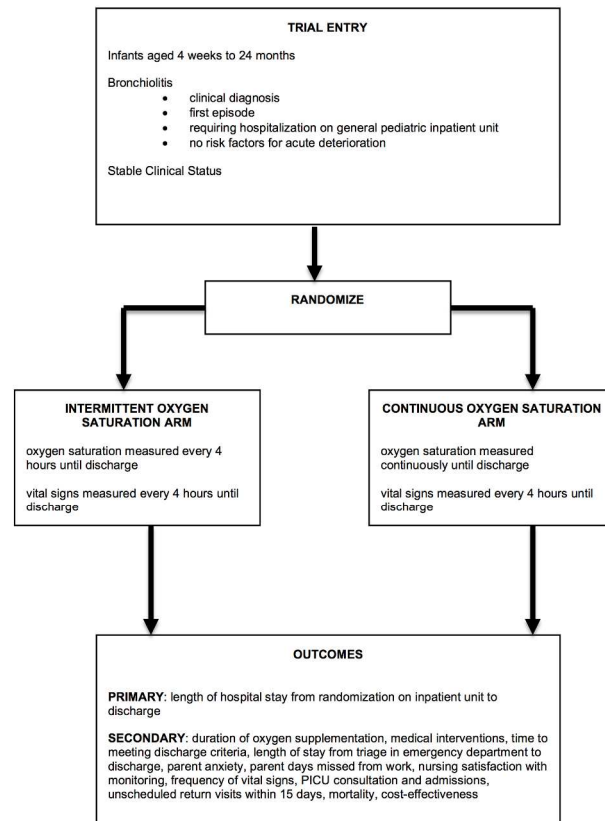 TRIAL ENTRY
Infants aged 4 weeks to 24 months
Bronchiolitis
• clinical diagnosis
• first episode
• requiring hospitalization on general pediatric inpatient unit
• no risk factors for acute deterioration
Stable Clinical Status
RANDOMIZE
INTERMITTENT OXYGEN
SATURATION ARM
oxygen saturation measured every 4
hours until discharge
vital signs measured every 4 hours until
discharge
CONTINUOUS OXYGEN SATURATION
ARM
oxygen saturation measured
continuously until discharge
vital signs measured every 4 hours until
discharge
OUTCOMES
PRIMARY: length of hospital stay from randomization on inpatient unit to
discharge
SECONDARY: duration of oxygen supplementation, medical interventions, time to
meeting discharge criteria, length of stay from triage in emergency department to
discharge, parent anxiety, parent days missed from work, nursing satisfaction with
monitoring, frequency of vital signs, PICU consultation and admissions,
unscheduled return visits within 15 days, mortality, cost-effectiveness